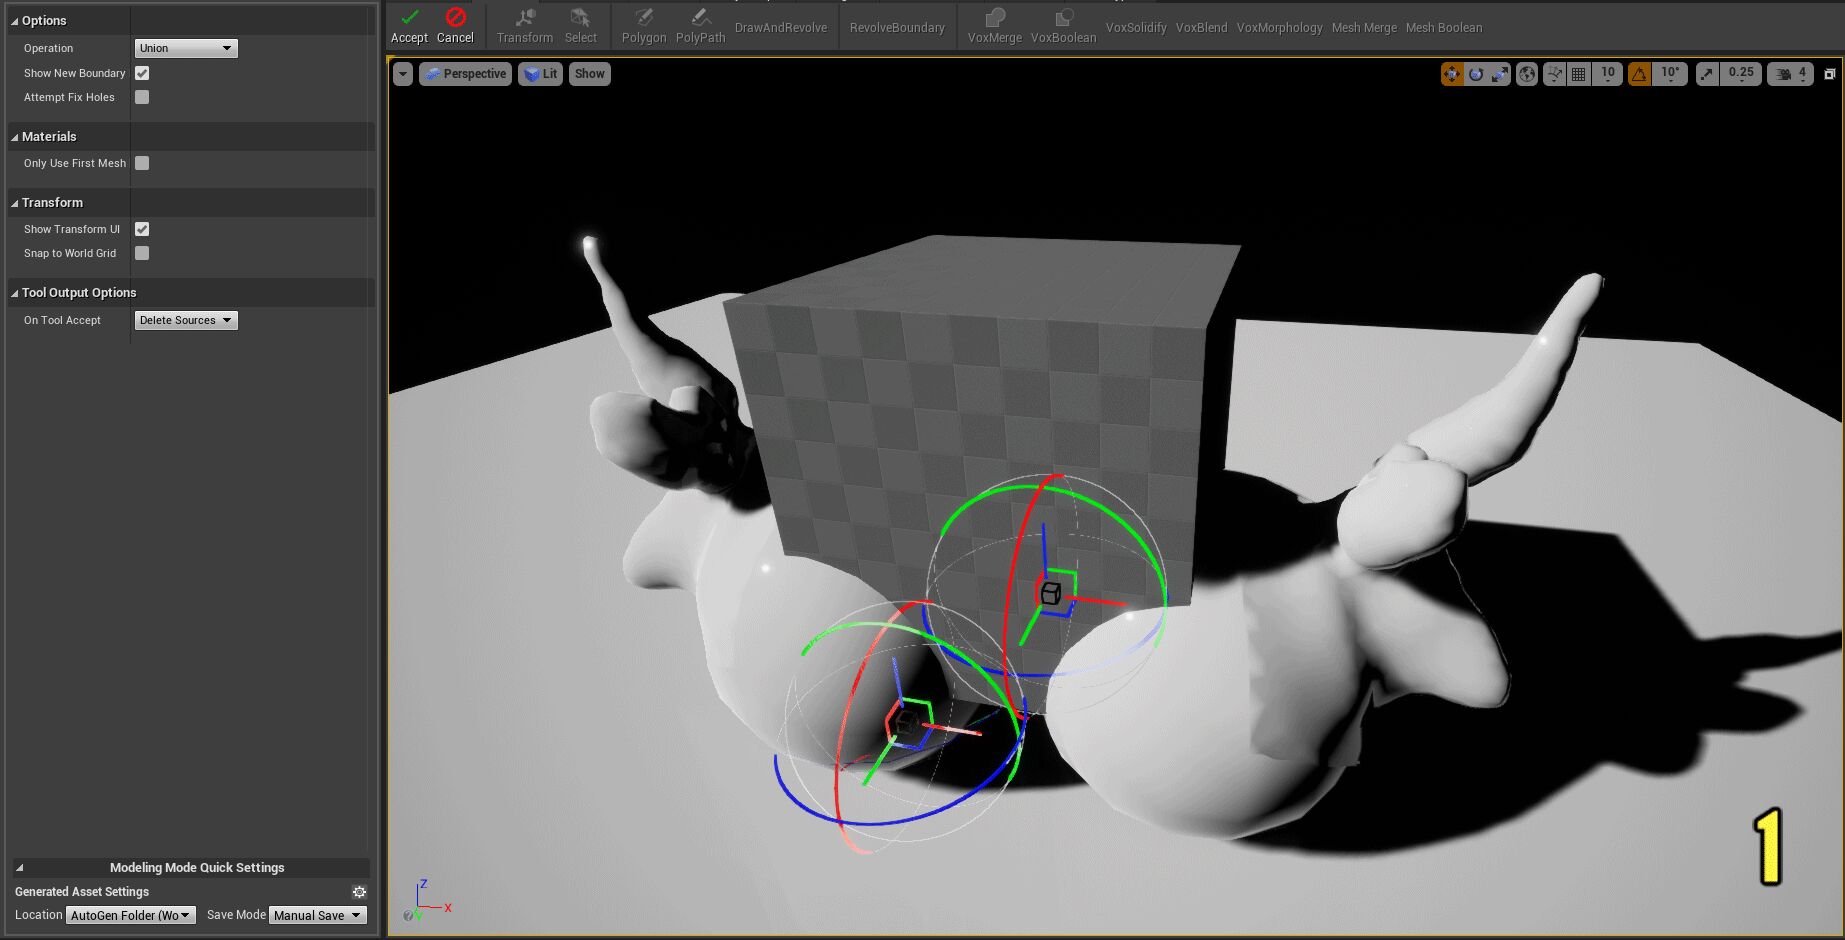 Options
Operation Union
Show New Boundary
Attempt Fix Holes
Materials
Only Use First Mesh
Transform
Show Transform UI
Snap to World Grid
Tool Output Options
On Tool Accept Delete Sources
Modeling Mode Quick Settings
Generated Asset Settings
Location AutoGen Folder (Wo Save Mode Manual Save
Accept Cancel Transform Select Polygon PolyPath DrawAndRevolve RevolveBoundary VoxMerge VoxBoolean VoxSolidify VoxBlend VoxMorphology Mesh Merge Mesh Boolean
Perspective Lit Show 10 10° 0.25 4
Z
X
Y
1